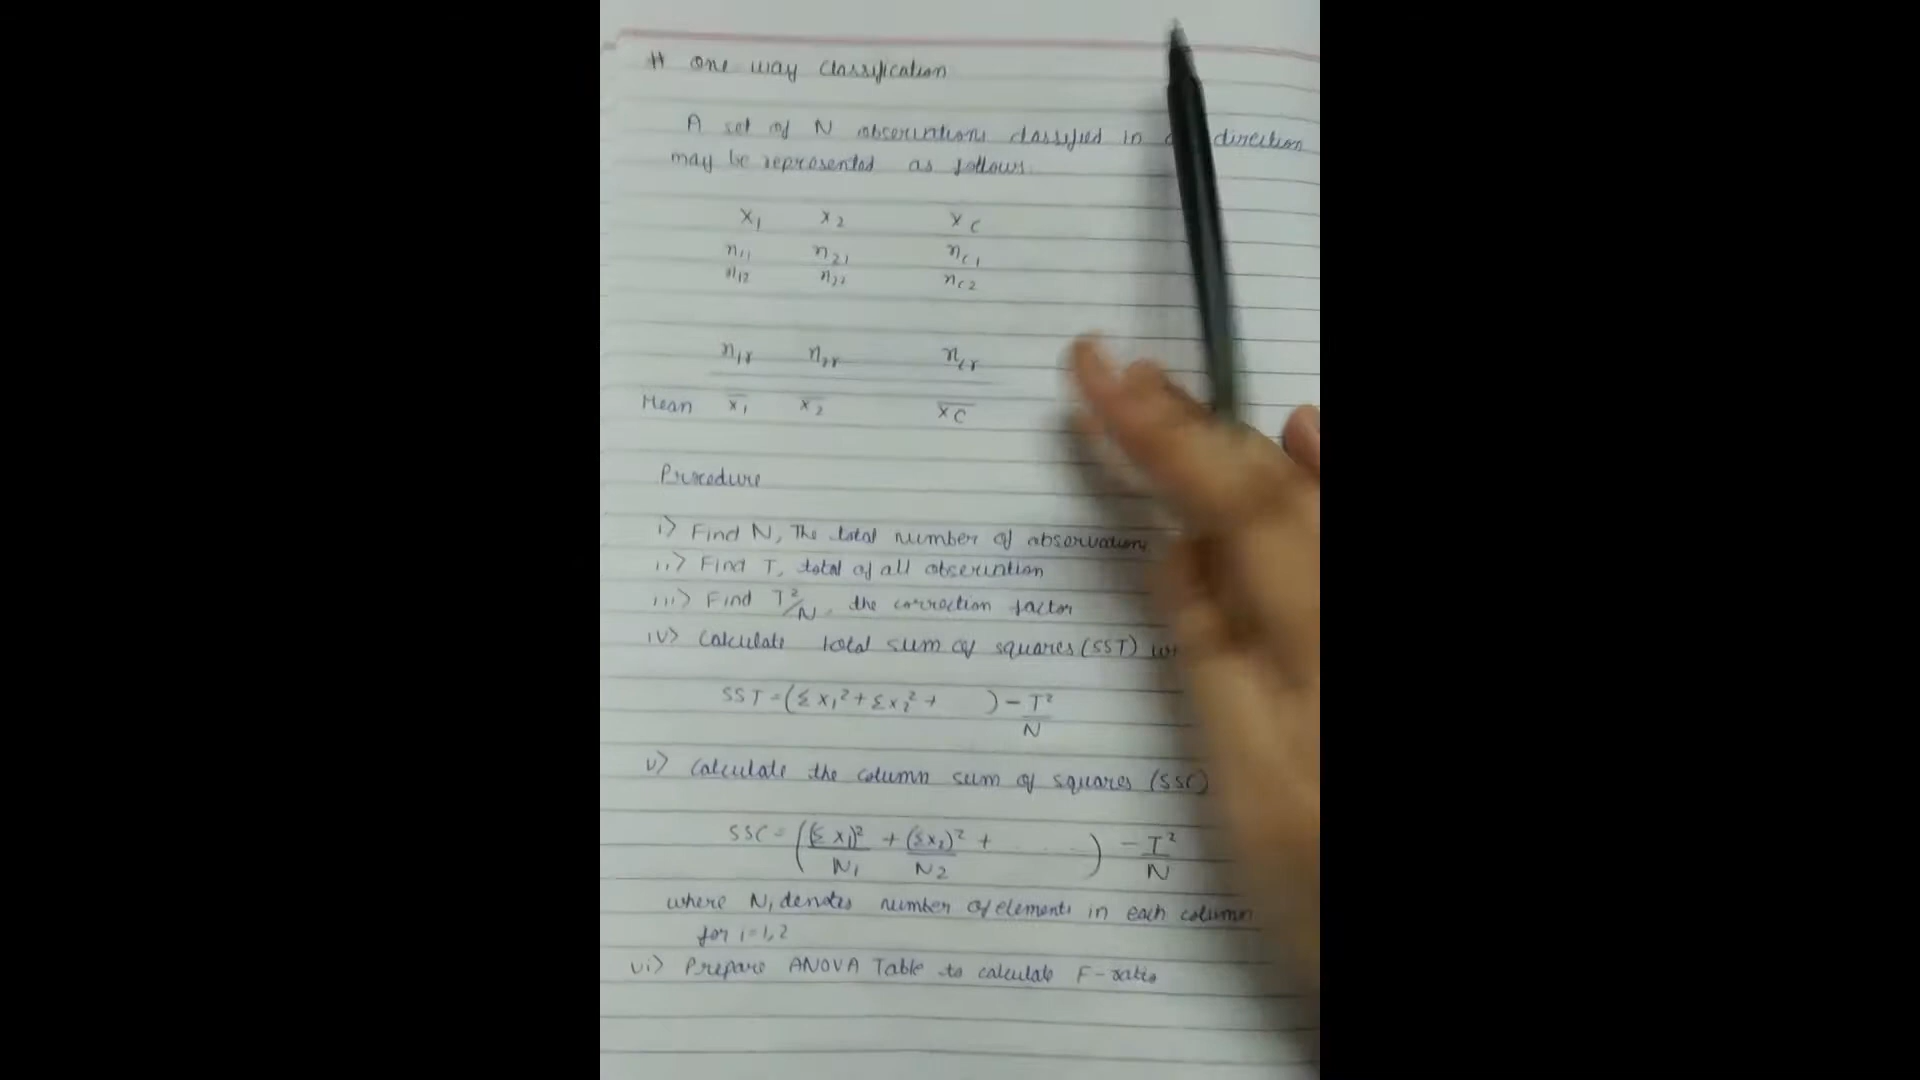 # One way classification
A set of N observations classified in direction
may be represented as follows.
X1 X2 XC
n11 n21 nc1
n12 n22 nc2
n1r n2r ncr
Mean x̄1 x̄2 x̄C
Procedure
i) Find N, The total number of observations
ii) Find T, total of all observation
iii) Find T²/N, the correction factor
iv) Calculate total sum of squares (SST)
SST = (Σx1² + Σx2² + ) - T²/N
v) Calculate the column sum of squares (SSC)
SSC = ((Σx1)²/N1 + (Σx2)²/N2 + . . . . ) - T²/N
where N1 denotes number of elements in each column
for i=1,2
vi) Prepare ANOVA Table to calculate F-ratio